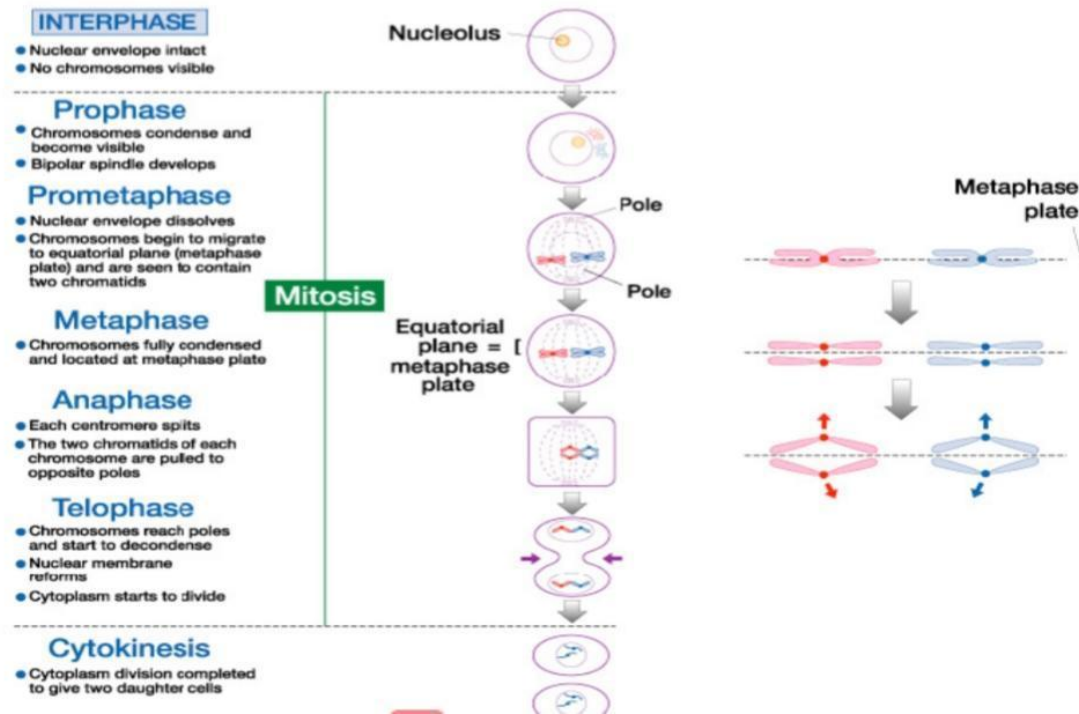 INTERPHASE
• Nuclear envelope intact
• No chromosomes visible
Prophase
• Chromosomes condense and
become visible
• Bipolar spindle develops
Prometaphase
• Nuclear envelope dissolves
• Chromosomes begin to migrate
to equatorial plane (metaphase
plate) and are seen to contain
two chromatids
Metaphase
• Chromosomes fully condensed
and located at metaphase plate
Anaphase
• Each centromere spits
• The two chromatids of each
chromosome are pulled to
opposite poles
Telophase
• Chromosomes reach poles
and start to decondense
• Nuclear membrane
reforms
• Cytoplasm starts to divide
Cytokinesis
• Cytoplasm division completed
to give two daughter cells
Mitosis
Nucleolus
Pole
Pole
Equatorial
plane = [
metaphase
plate
Metaphase
plate